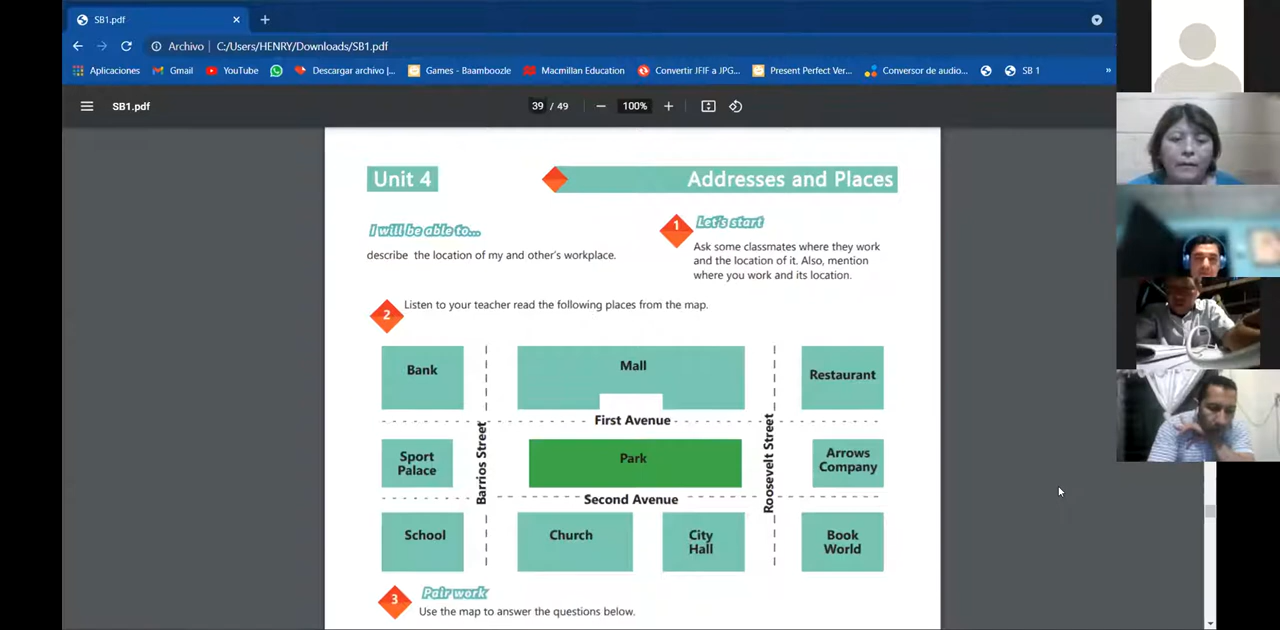 SB1.pdf
Archivo C:/Users/HENRY/Downloads/SB1.pdf
Aplicaciones Gmail YouTube Descargar archivo |... Games - Baamboozle Macmillan Education Convertir JFIF a JPG... Present Perfect Ver... Conversor de audio... SB 1 »
SB1.pdf 39 / 49 — 100% +
Unit 4 Addresses and Places
I will be able to...
describe the location of my and other's workplace.
1 Let's start
Ask some classmates where they work
and the location of it. Also, mention
where you work and its location.
2 Listen to your teacher read the following places from the map.
Bank Mall Restaurant
First Avenue
Sport
Palace
Barrios Street
Park
Roosevelt Street
Arrows
Company
Second Avenue
School Church
City
Hall
Book
World
3 Pair work
Use the map to answer the questions below.